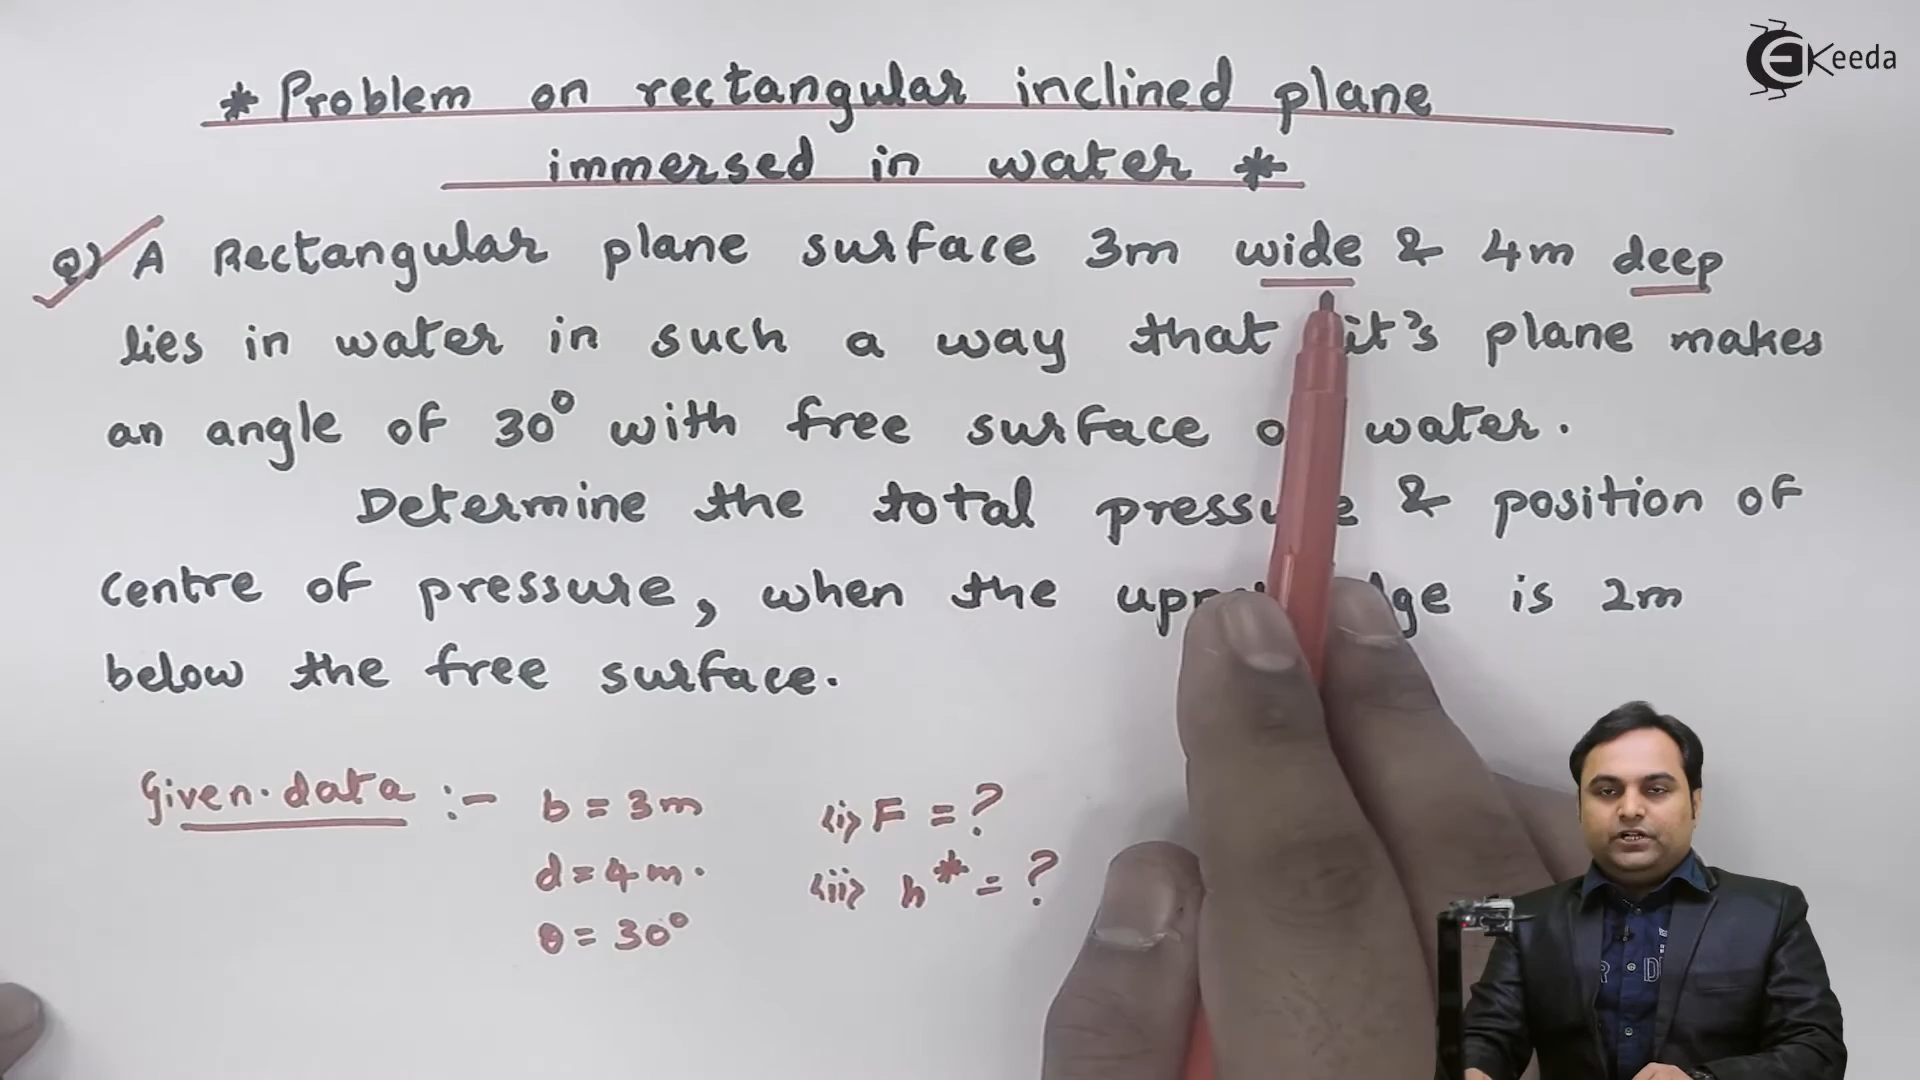 EKeeda
* Problem on rectangular inclined plane
immersed in water *
Q) A Rectangular plane surface 3m wide & 4m deep
lies in water in such a way that it's plane makes
an angle of 30° with free surface water.
Determine the total & position of
centre of pressure, when the is 2m
below the free surface.
Given data :- b = 3m (i) F = ?
d = 4m. (ii) h* = ?
θ = 30°